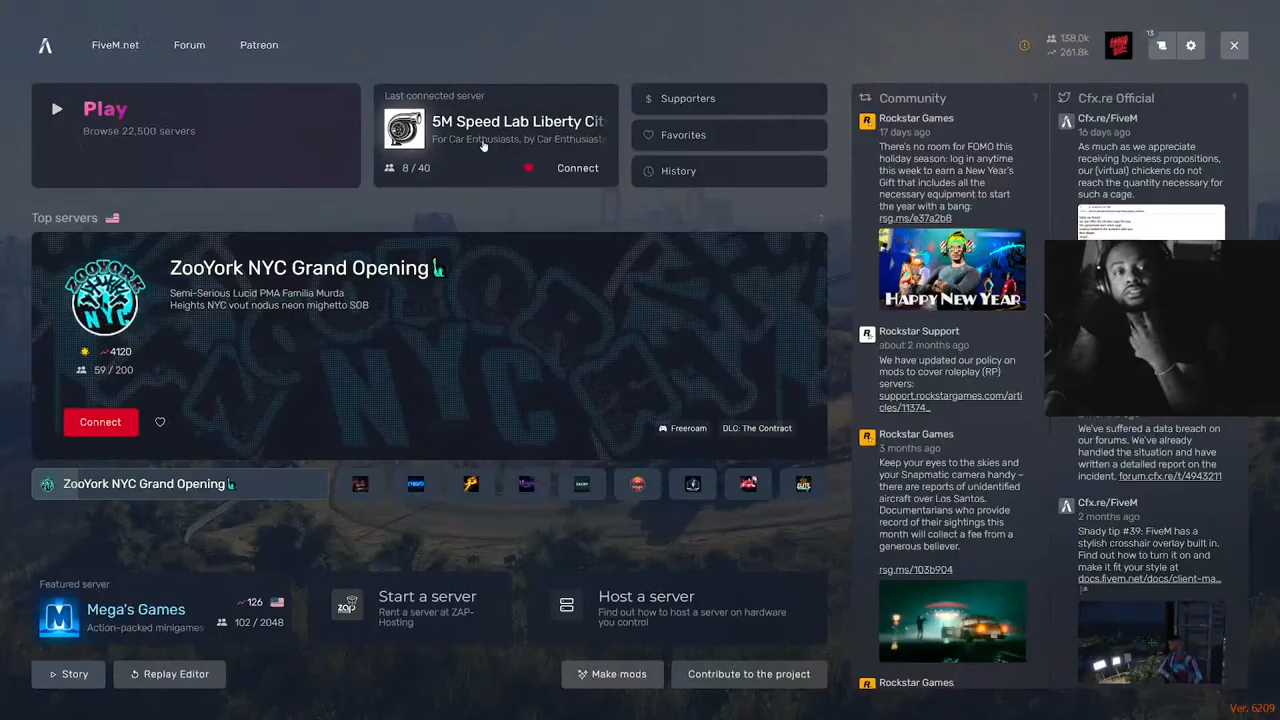 FiveM.net
Forum
Patreon
138.0k
261.8k
13
Play
Browse 22,500 servers
Last connected server
5M Speed Lab Liberty Cit
For Car Enthusiasts, by Car Enthusiast
8 / 40
Connect
$ Supporters
Favorites
History
Top servers
ZooYork NYC Grand Opening
Semi-Serious Lucid PMA Familia Murda
Heights NYC vout nodus neon mighetto SDB
ZOOYORK
NYC
4120
59 / 200
Connect
Freeroam
DLC: The Contract
ZooYork NYC Grand Opening
Featured server
Mega's Games
Action-packed minigames
126
102 / 2048
ZAP
Start a server
Rent a server at ZAP-
Hosting
Host a server
Find out how to host a server on hardware
you control
Story
Replay Editor
Make mods
Contribute to the project
Community
?
Rockstar Games
17 days ago
There's no room for FOMO this
holiday season: log in anytime
this week to earn a New Year's
Gift that includes all the
necessary equipment to start
the year with a bang:
rsg.ms/e37a2b8
HAPPY NEW YEAR
Rockstar Support
about 2 months ago
We have updated our policy on
mods to cover roleplay (RP)
servers:
support.rockstargames.com/arti
cles/11374…
Rockstar Games
3 months ago
Keep your eyes to the skies and
your Snapmatic camera handy –
there are reports of unidentified
aircraft over Los Santos.
Documentarians who provide
record of their sightings this
month will collect a fee from a
generous believer.
rsg.ms/103b904
Rockstar Games
Cfx.re Official
?
Cfx.re/FiveM
16 days ago
As much as we appreciate
receiving business propositions,
our (virtual) chickens do not
reach the quantity necessary for
such a cage.
We've suffered a data breach on
our forums. We've already
handled the situation and have
written a detailed report on the
incident. forum.cfx.re/t/4943211
Cfx.re/FiveM
2 months ago
Shady tip #39: FiveM has a
stylish crosshair overlay built in.
Find out how to turn it on and
make it fit your style at
docs.fivem.net/docs/client-ma…
Ver. 6209